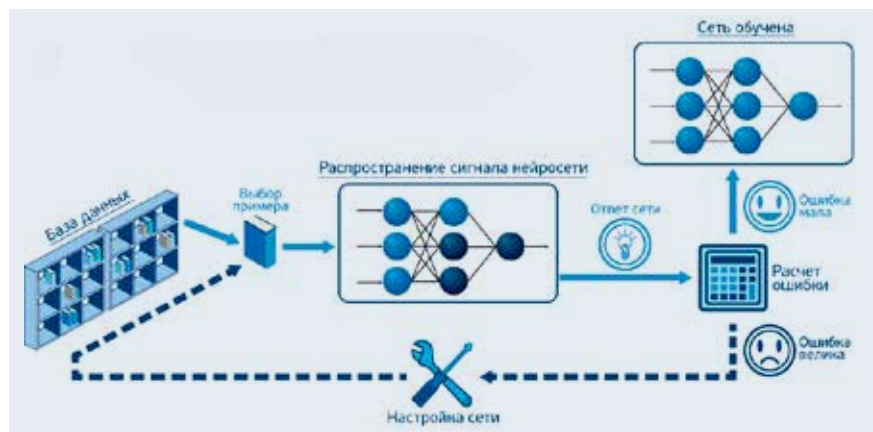 Сеть обучена
Распространение сигнала нейросети
База данных
Выбор
примера
Ответ сети
Ошибка
мала
Расчет
ошибки
Ошибка
велика
Настройка сети